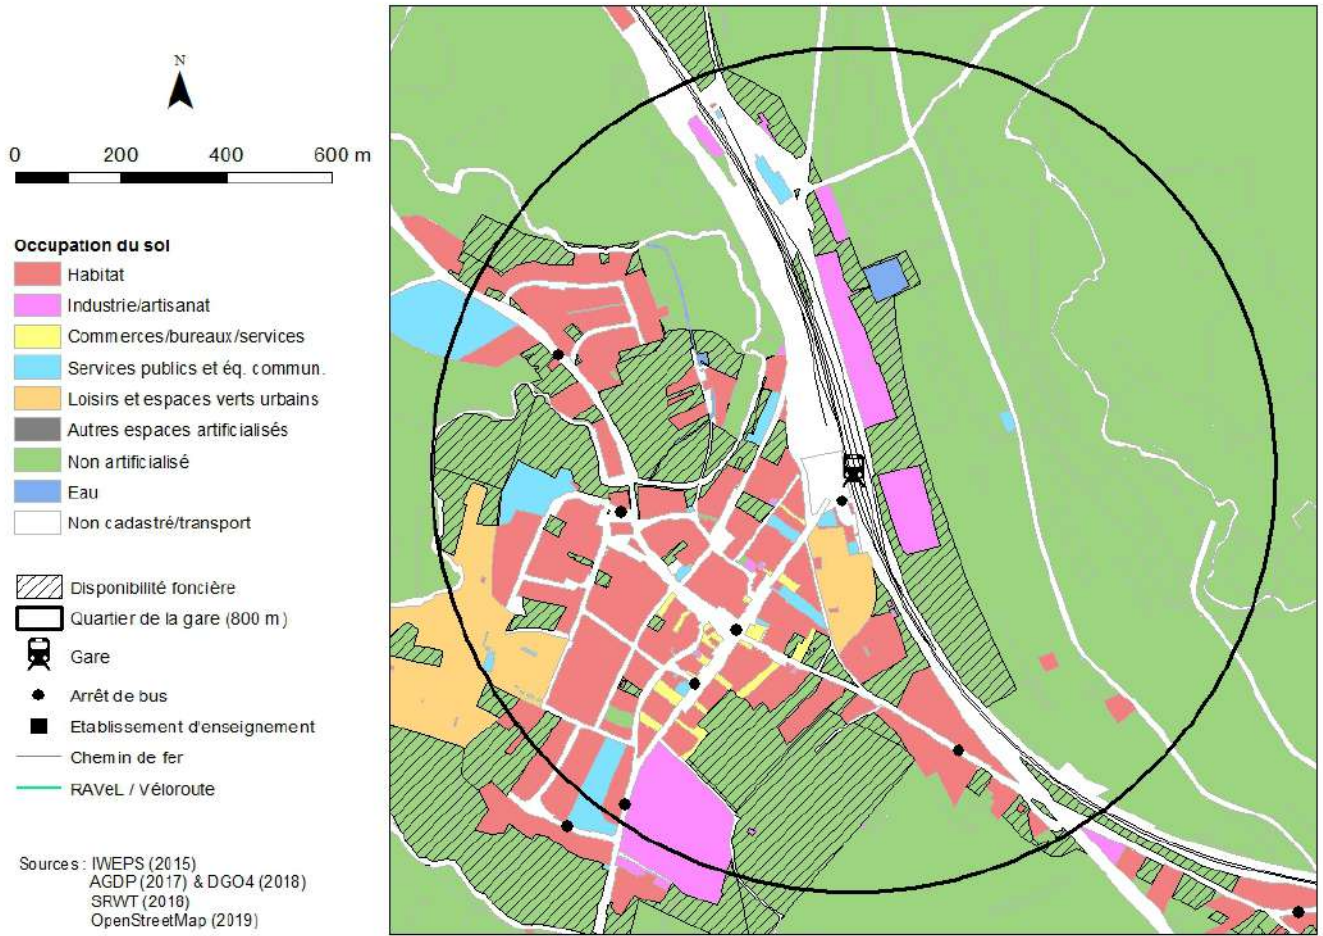 N
0 200 400 600 m
Occupation du sol
Habitat
Industrie/artisanat
Commerces/bureaux/services
Services publics et éq. commun.
Loisirs et espaces verts urbains
Autres espaces artificialisés
Non artificialisé
Eau
Non cadastré/transport
Disponibilité foncière
Quartier de la gare (800 m)
Gare
Arrêt de bus
Etablissement d'enseignement
Chemin de fer
RAVeL / Véloroute
Sources : IWEPS (2015)
AGDP (2017) & DGO4 (2018)
SRWT (2018)
OpenStreetMap (2019)